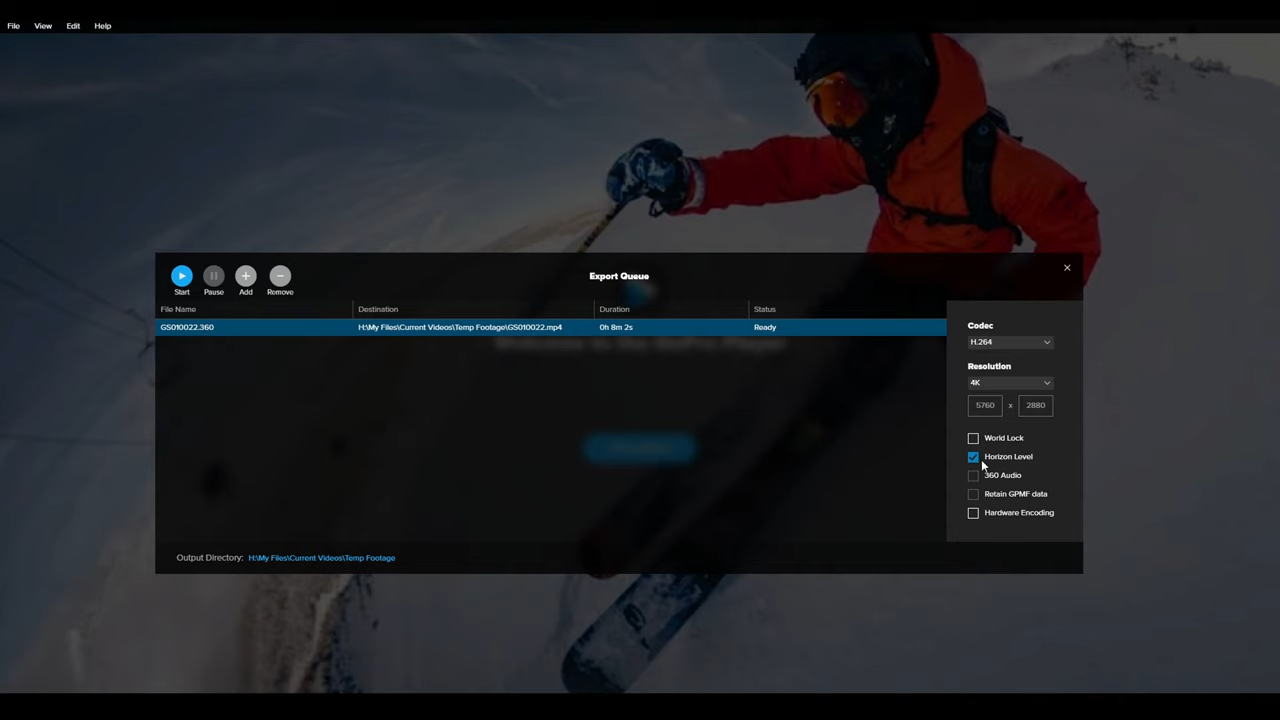 File View Edit Help
Export Queue
Start Pause Add Remove
File Name Destination Duration Status
GS010022.360 H:\My Files\Current Videos\Temp Footage\GS010022.mp4 0h 8m 2s Ready
Codec
H.264
Resolution
4K
5760 x 2880
World Lock
Horizon Level
360 Audio
Retain GPMF data
Hardware Encoding
Output Directory: H:\My Files\Current Videos\Temp Footage